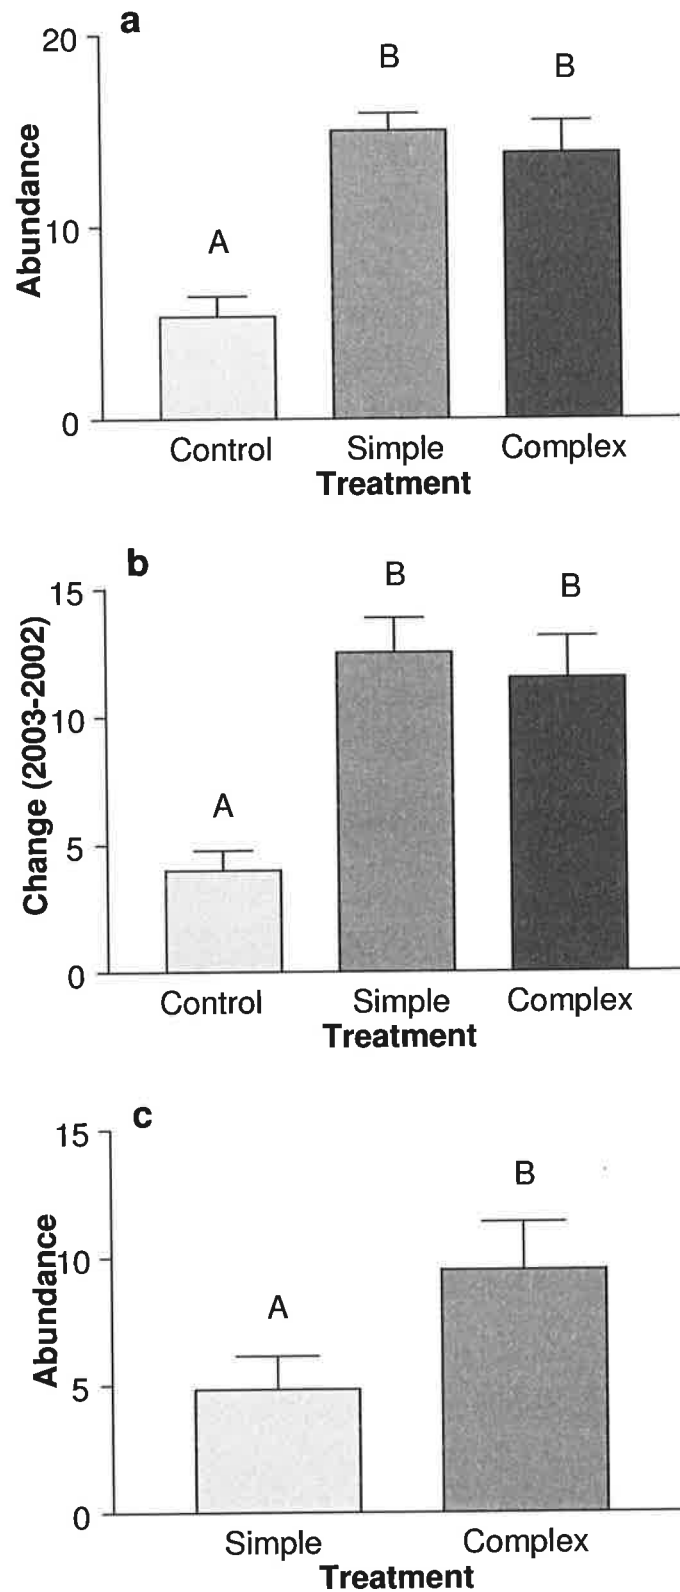 a
20
B
B
Abundance
10
A
0
Control Simple Complex
Treatment
b
15
B
B
Change (2003-2002)
10
A
5
0
Control Simple Complex
Treatment
c
15
B
Abundance
10
A
5
0
Simple Complex
Treatment